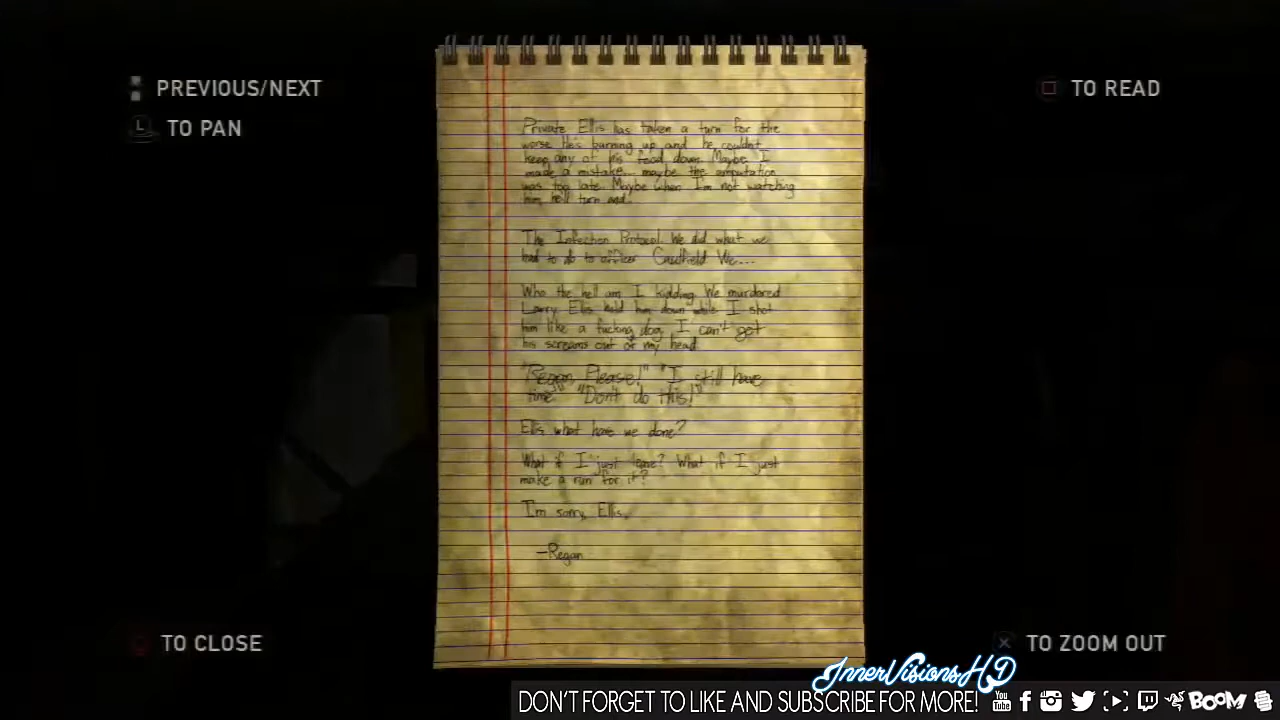 PREVIOUS/NEXT
L TO PAN
TO READ
Private Ellis has taken a turn for the
worse. He's burning up and he couldn't
keep any of his food down. Maybe I
made a mistake... maybe the amputation
was too late. Maybe when I'm not watching
him he'll turn and.
The Infection Protocol. We did what we
had to do to officer Caulfield. We...
Who the hell am I kidding. We murdered
Larry. Ellis held him down while I shot
him like a fucking dog. I can't get
his screams out of my head.
"Regan, Please!" "I still have
time" "Don't do this!"
Ellis what have we done?
What if I just gone? What if I just
make a run for it?
I'm sorry, Ellis.
-Regan
TO CLOSE
TO ZOOM OUT
InnerVisionsHD
DON'T FORGET TO LIKE AND SUBSCRIBE FOR MORE!
You Tube
BOOM